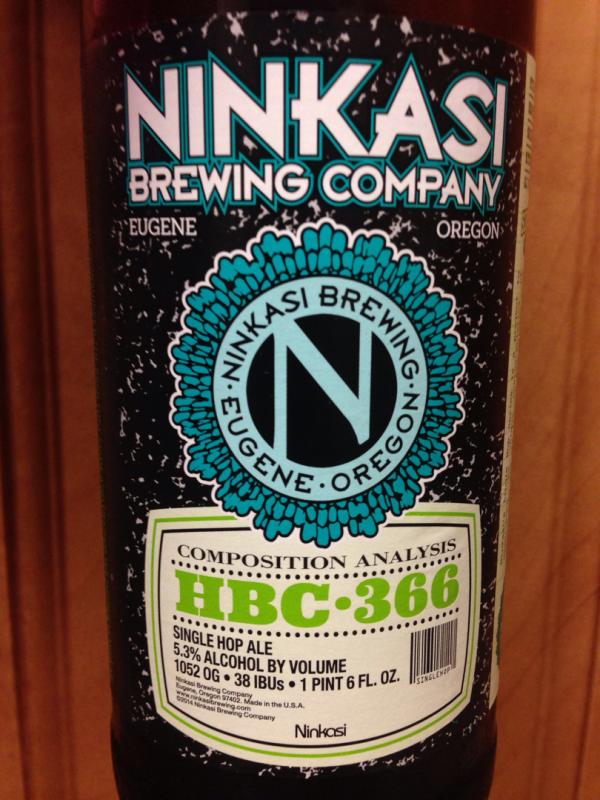 NINKASI
BREWING COMPANY
EUGENE OREGON
NINKASI BREWING·
·EUGENE·OREGON
N
COMPOSITION ANALYSIS
HBC·366
SINGLE HOP ALE
5.3% ALCOHOL BY VOLUME
1052 OG • 38 IBUs • 1 PINT 6 FL. OZ.
SINGLEHOP
Ninkasi Brewing Company
Eugene, Oregon 97402. Made in the U.S.A.
www.ninkasibrewing.com
©2014 Ninkasi Brewing Company
Ninkasi